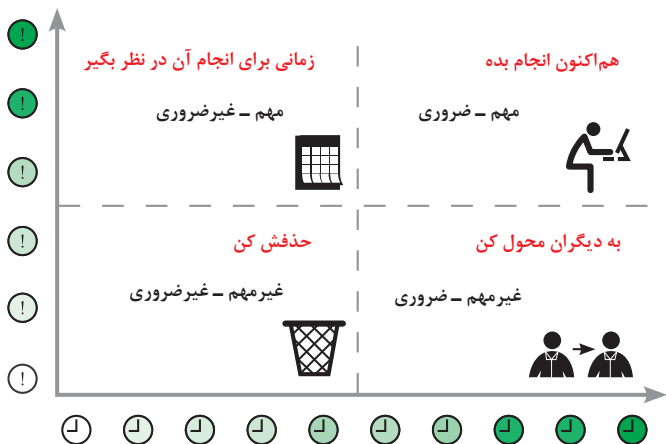 هم‌اکنون انجام بده
مهم – ضروری
زمانی برای انجام آن در نظر بگیر
مهم – غیرضروری
به دیگران محول کن
غیرمهم – ضروری
حذفش کن
غیرمهم – غیرضروری
!
!
!
!
!
!